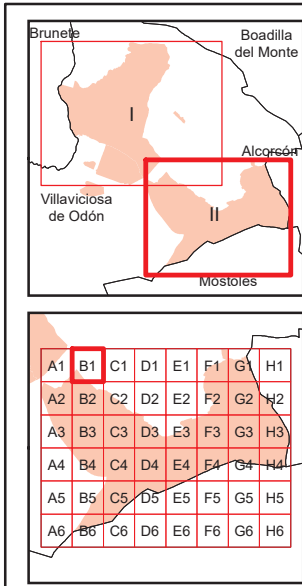 Brunete
Boadilla
del Monte
I
Alcorcón
Villaviciosa
de Odón
II
Móstoles
A1 B1 C1 D1 E1 F1 G1 H1
A2 B2 C2 D2 E2 F2 G2 H2
A3 B3 C3 D3 E3 F3 G3 H3
A4 B4 C4 D4 E4 F4 G4 H4
A5 B5 C5 D5 E5 F5 G5 H5
A6 B6 C6 D6 E6 F6 G6 H6